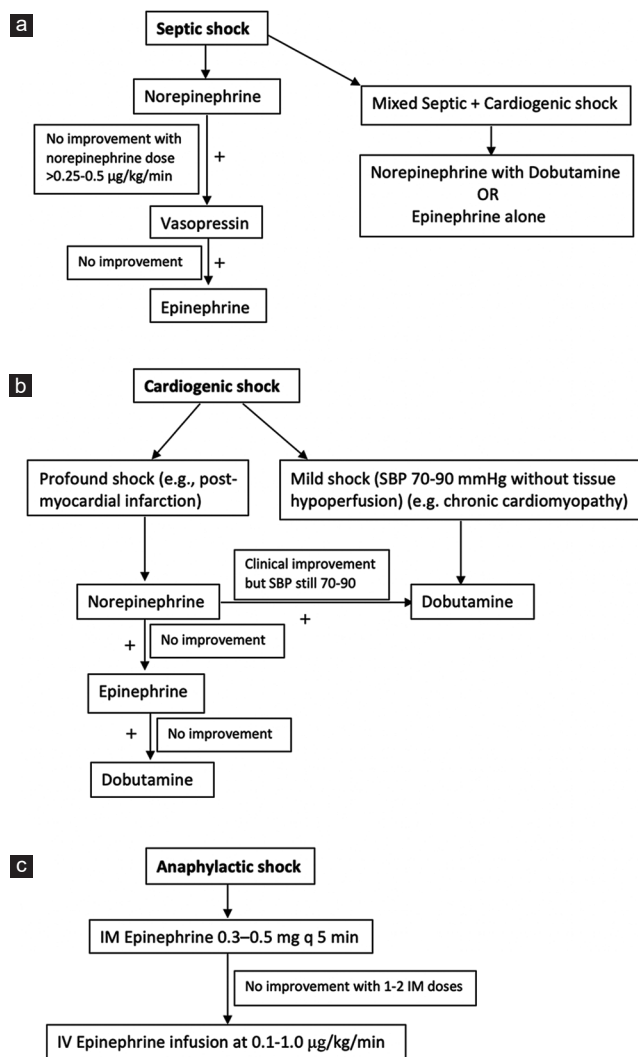 a
Septic shock
Norepinephrine
Mixed Septic + Cardiogenic shock
No improvement with
norepinephrine dose
>0.25-0.5 µg/kg/min
+
Norepinephrine with Dobutamine
OR
Epinephrine alone
Vasopressin
No improvement
+
Epinephrine
b
Cardiogenic shock
Profound shock (e.g., post-
myocardial infarction)
Mild shock (SBP 70-90 mmHg without tissue
hypoperfusion) (e.g. chronic cardiomyopathy)
Clinical improvement
but SBP still 70-90
Norepinephrine
+
Dobutamine
+
No improvement
Epinephrine
+
No improvement
Dobutamine
c
Anaphylactic shock
IM Epinephrine 0.3–0.5 mg q 5 min
No improvement with 1-2 IM doses
IV Epinephrine infusion at 0.1-1.0 µg/kg/min